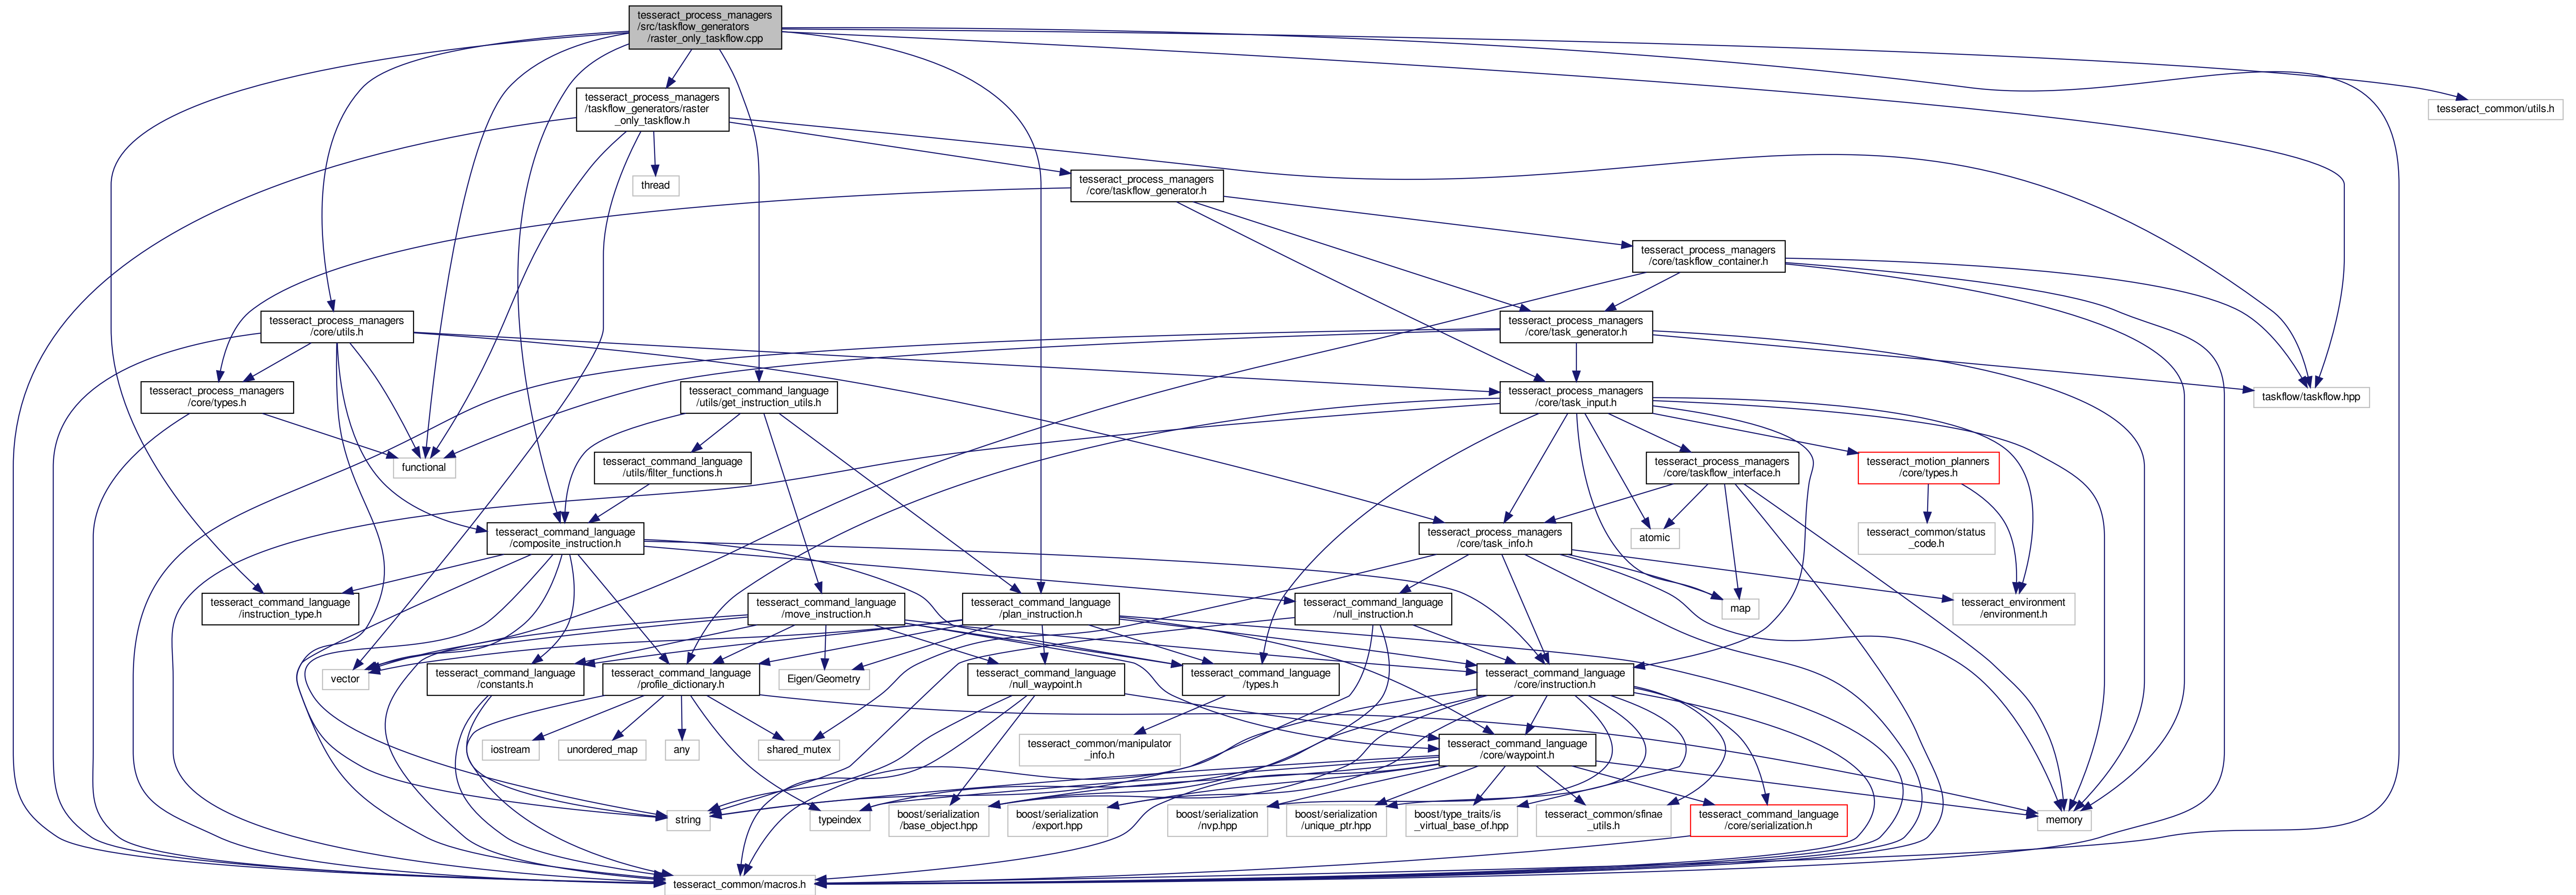 tesseract_process_managers
/src/taskflow_generators
/raster_only_taskflow.cpp
tesseract_process_managers
/taskflow_generators/raster
_only_taskflow.h
tesseract_common/utils.h
thread
tesseract_process_managers
/core/taskflow_generator.h
tesseract_process_managers
/core/taskflow_container.h
tesseract_process_managers
/core/utils.h
tesseract_process_managers
/core/task_generator.h
tesseract_process_managers
/core/types.h
tesseract_command_language
/utils/get_instruction_utils.h
tesseract_process_managers
/core/task_input.h
taskflow/taskflow.hpp
functional
tesseract_command_language
/utils/filter_functions.h
tesseract_process_managers
/core/taskflow_interface.h
tesseract_motion_planners
/core/types.h
tesseract_command_language
/composite_instruction.h
tesseract_process_managers
/core/task_info.h
atomic
tesseract_common/status
_code.h
tesseract_command_language
/instruction_type.h
tesseract_command_language
/move_instruction.h
tesseract_command_language
/plan_instruction.h
tesseract_command_language
/null_instruction.h
map
tesseract_environment
/environment.h
vector
tesseract_command_language
/constants.h
tesseract_command_language
/profile_dictionary.h
Eigen/Geometry
tesseract_command_language
/null_waypoint.h
tesseract_command_language
/types.h
tesseract_command_language
/core/instruction.h
iostream
unordered_map
any
shared_mutex
tesseract_common/manipulator
_info.h
tesseract_command_language
/core/waypoint.h
string
typeindex
boost/serialization
/base_object.hpp
boost/serialization
/export.hpp
boost/serialization
/nvp.hpp
boost/serialization
/unique_ptr.hpp
boost/type_traits/is
_virtual_base_of.hpp
tesseract_common/sfinae
_utils.h
tesseract_command_language
/core/serialization.h
memory
tesseract_common/macros.h